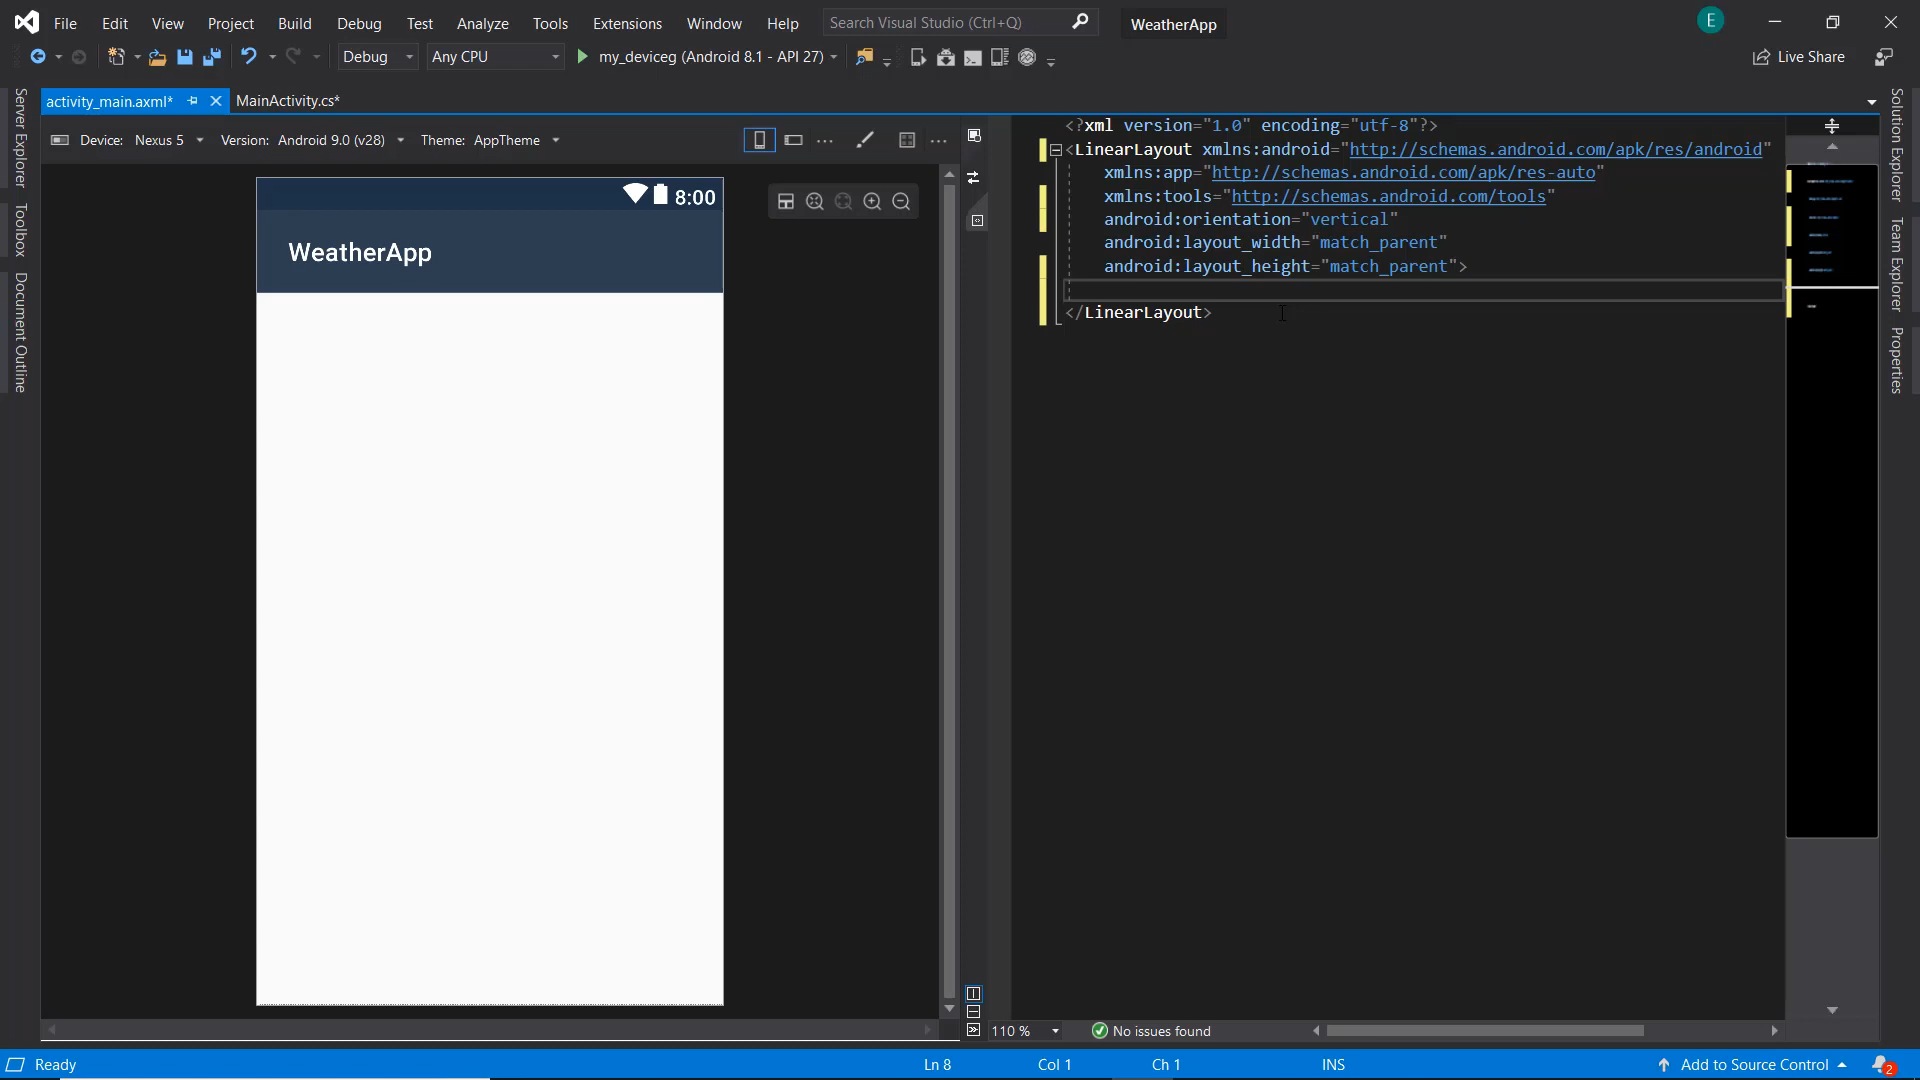 File Edit View Project Build Debug Test Analyze Tools Extensions Window Help Search Visual Studio (Ctrl+Q) WeatherApp E
Debug Any CPU my_deviceg (Android 8.1 - API 27) Live Share
activity_main.axml* MainActivity.cs*
Device: Nexus 5 Version: Android 9.0 (v28) Theme: AppTheme
Server Explorer
Toolbox
Document Outline
8:00
WeatherApp
<?xml version="1.0" encoding="utf-8"?>
<LinearLayout xmlns:android="http://schemas.android.com/apk/res/android"
xmlns:app="http://schemas.android.com/apk/res-auto"
xmlns:tools="http://schemas.android.com/tools"
android:orientation="vertical"
android:layout_width="match_parent"
android:layout_height="match_parent">
</LinearLayout>
Solution Explorer
Team Explorer
Properties
110 % No issues found
Ready Ln 8 Col 1 Ch 1 INS Add to Source Control 2